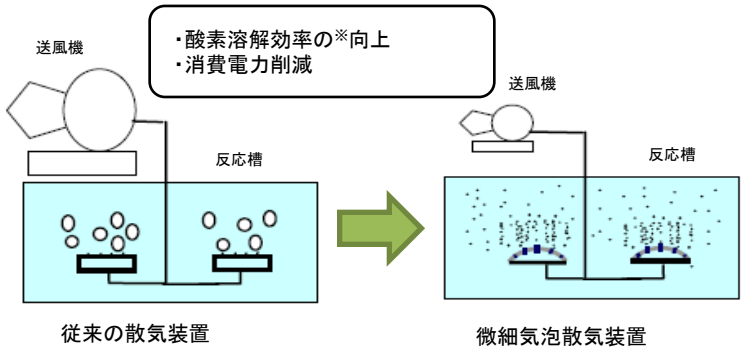 ・酸素溶解効率の※向上
・消費電力削減
送風機
送風機
反応槽
反応槽
従来の散気装置
微細気泡散気装置